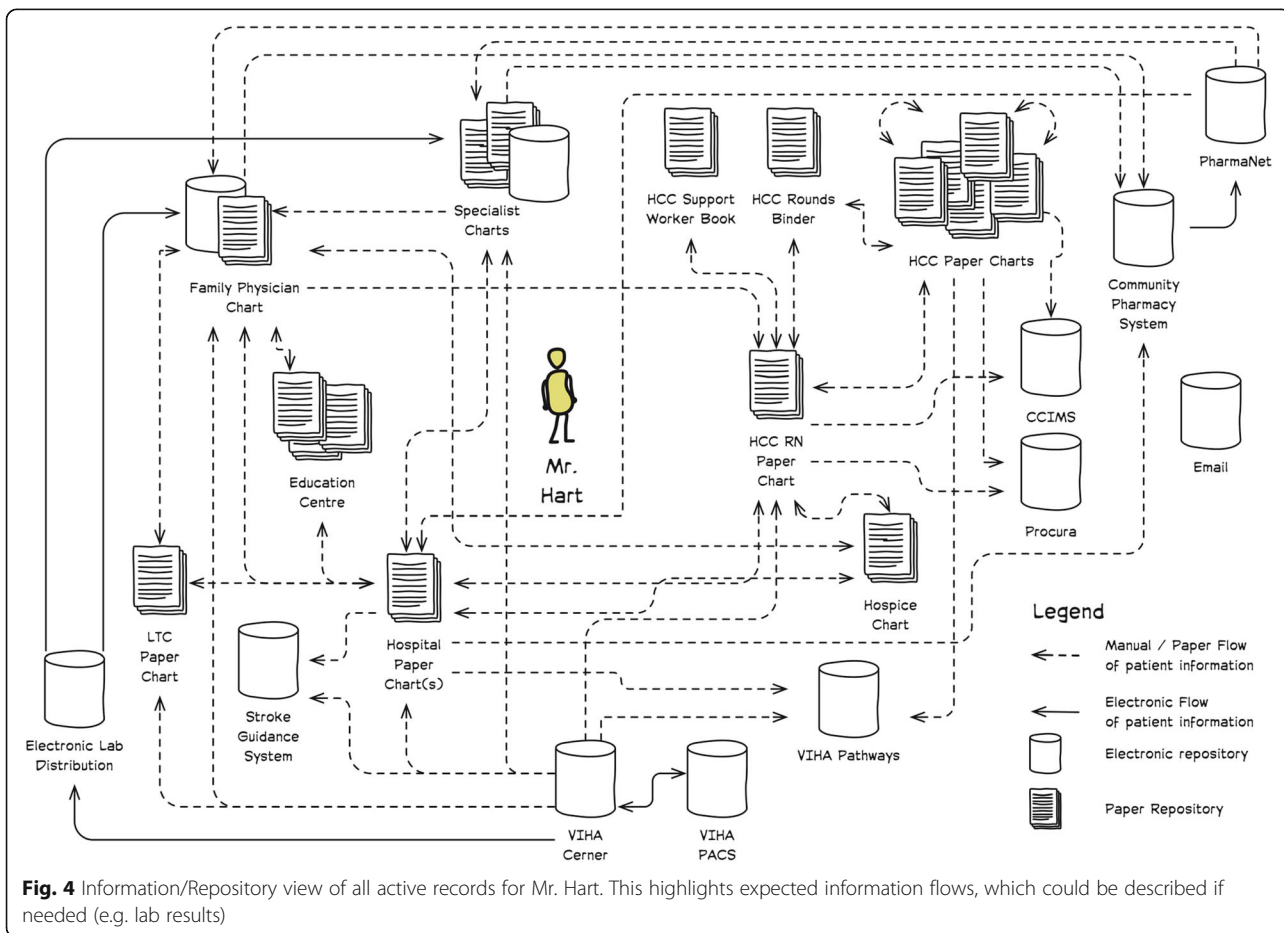 PharmaNet
Specialist
Charts
HCC Support
Worker Book
HCC Rounds
Binder
HCC Paper Charts
Community
Pharmacy
System
Family Physician
Chart
CCIMS
Email
Mr.
Hart
HCC RN
Paper
Chart
Education
Centre
Procura
LTC
Paper
Chart
Hospital
Paper
Chart(s)
Hospice
Chart
Stroke
Guidance
System
Electronic Lab
Distribution
VIHA Pathways
VIHA
Cerner
VIHA
PACS
Legend
Manual / Paper Flow
of patient information
Electronic Flow
of patient information
Electronic repository
Paper Repository
Fig. 4 Information/Repository view of all active records for Mr. Hart. This highlights expected information flows, which could be described if
needed (e.g. lab results)